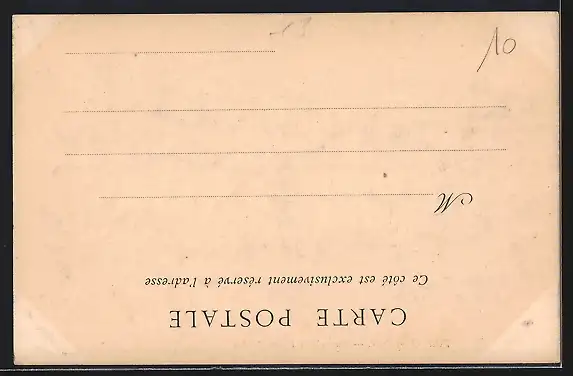 CARTE POSTALE
Ce côté est exclusivement réservé à l'adresse
M
10